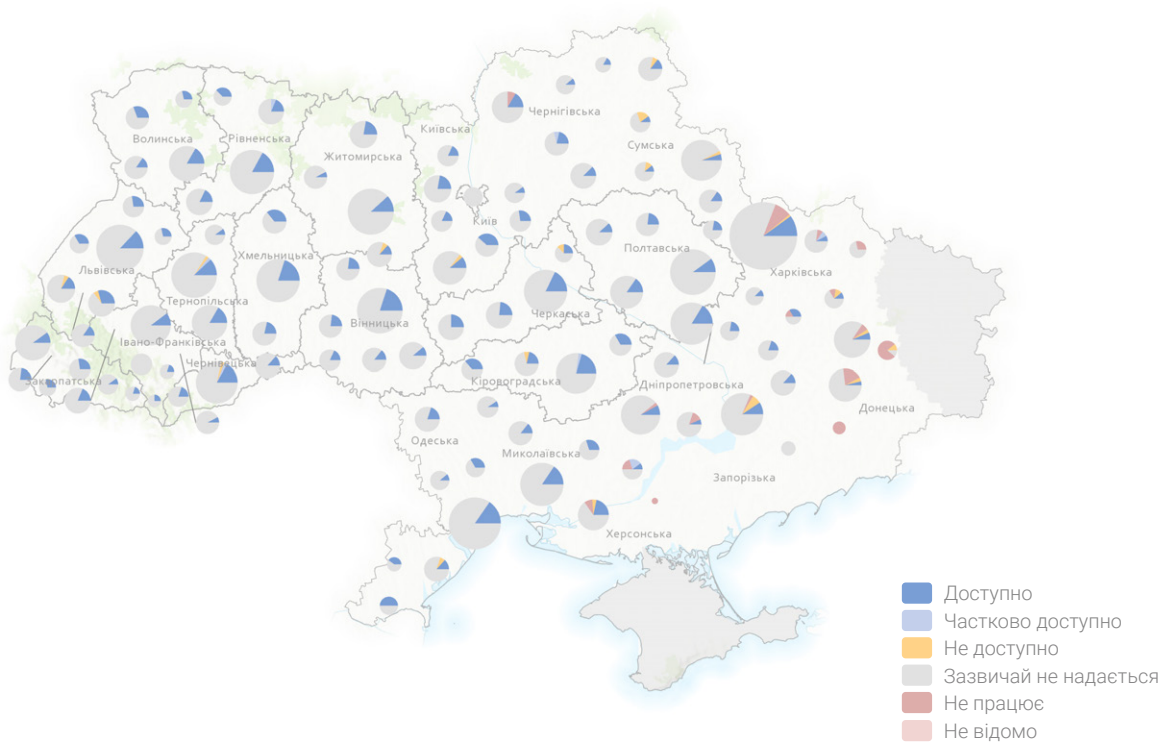 Чернігівська
Київська
Волинська
Рівненська
Сумська
Житомирська
Київ
Полтавська
Хмельницька
Львівська
Харківська
Тернопільська
Черкаська
Вінницька
Івано-Франківська
Чернівецька
Закарпатська
Кіровоградська
Дніпропетровська
Донецька
Одеська
Миколаївська
Запорізька
Херсонська
Доступно
Частково доступно
Не доступно
Зазвичай не надається
Не працює
Не відомо